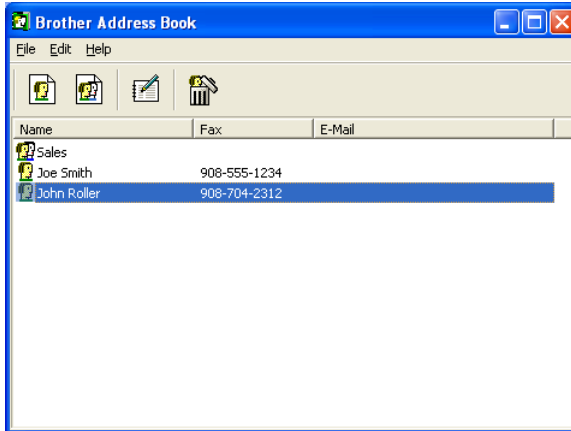 Brother Address Book
File Edit Help
Name Fax E-Mail
Sales
Joe Smith 908-555-1234
John Roller 908-704-2312